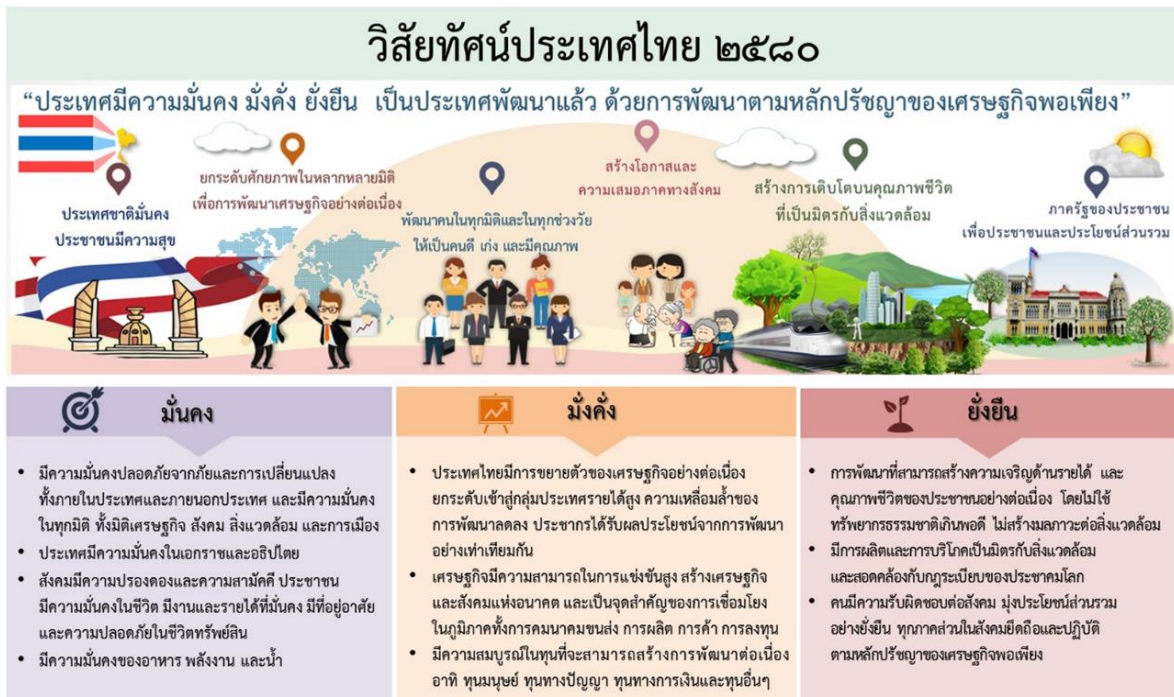 วิสัยทัศน์ประเทศไทย ๒๕๘๐
“ประเทศมีความมั่นคง มั่งคั่ง ยั่งยืน เป็นประเทศพัฒนาแล้ว ด้วยการพัฒนาตามหลักปรัชญาของเศรษฐกิจพอเพียง”
ประเทศชาติมั่นคง
ประชาชนมีความสุข
ยกระดับศักยภาพในหลากหลายมิติ
เพื่อการพัฒนาเศรษฐกิจอย่างต่อเนื่อง
พัฒนาคนในทุกมิติและในทุกช่วงวัย
ให้เป็นคนดี เก่ง และมีคุณภาพ
สร้างโอกาสและ
ความเสมอภาคทางสังคม
สร้างการเติบโตบนคุณภาพชีวิต
ที่เป็นมิตรกับสิ่งแวดล้อม
ภาครัฐของประชาชน
เพื่อประชาชนและประโยชน์ส่วนรวม
มั่นคง
• มีความมั่นคงปลอดภัยจากภัยและการเปลี่ยนแปลง
ทั้งภายในประเทศและภายนอกประเทศ และมีความมั่นคง
ในทุกมิติ ทั้งมิติเศรษฐกิจ สังคม สิ่งแวดล้อม และการเมือง
• ประเทศมีความมั่นคงในเอกราชและอธิปไตย
• สังคมมีความปรองดองและความสามัคคี ประชาชน
มีความมั่นคงในชีวิต มีงานและรายได้ที่มั่นคง มีที่อยู่อาศัย
และความปลอดภัยในชีวิตทรัพย์สิน
• มีความมั่นคงของอาหาร พลังงาน และน้ำ
มั่งคั่ง
• ประเทศไทยมีการขยายตัวของเศรษฐกิจอย่างต่อเนื่อง
ยกระดับเข้าสู่กลุ่มประเทศรายได้สูง ความเหลื่อมล้ำของ
การพัฒนาลดลง ประชากรได้รับผลประโยชน์จากการพัฒนา
อย่างเท่าเทียมกัน
• เศรษฐกิจมีความสามารถในการแข่งขันสูง สร้างเศรษฐกิจ
และสังคมแห่งอนาคต และเป็นจุดสำคัญของการเชื่อมโยง
ในภูมิภาคทั้งการคมนาคมขนส่ง การผลิต การค้า การลงทุน
• มีความสมบูรณ์ในทุนที่จะสามารถสร้างการพัฒนาต่อเนื่อง
อาทิ ทุนมนุษย์ ทุนทางปัญญา ทุนทางการเงินและทุนอื่นๆ
ยั่งยืน
• การพัฒนาที่สามารถสร้างความเจริญด้านรายได้ และ
คุณภาพชีวิตของประชาชนอย่างต่อเนื่อง โดยไม่ใช้
ทรัพยากรธรรมชาติเกินพอดี ไม่สร้างมลภาวะต่อสิ่งแวดล้อม
• มีการผลิตและการบริโภคเป็นมิตรกับสิ่งแวดล้อม
และสอดคล้องกับกฎระเบียบของประชาคมโลก
• คนมีความรับผิดชอบต่อสังคม มุ่งประโยชน์ส่วนรวม
อย่างยั่งยืน ทุกภาคส่วนในสังคมยึดถือและปฏิบัติ
ตามหลักปรัชญาของเศรษฐกิจพอเพียง